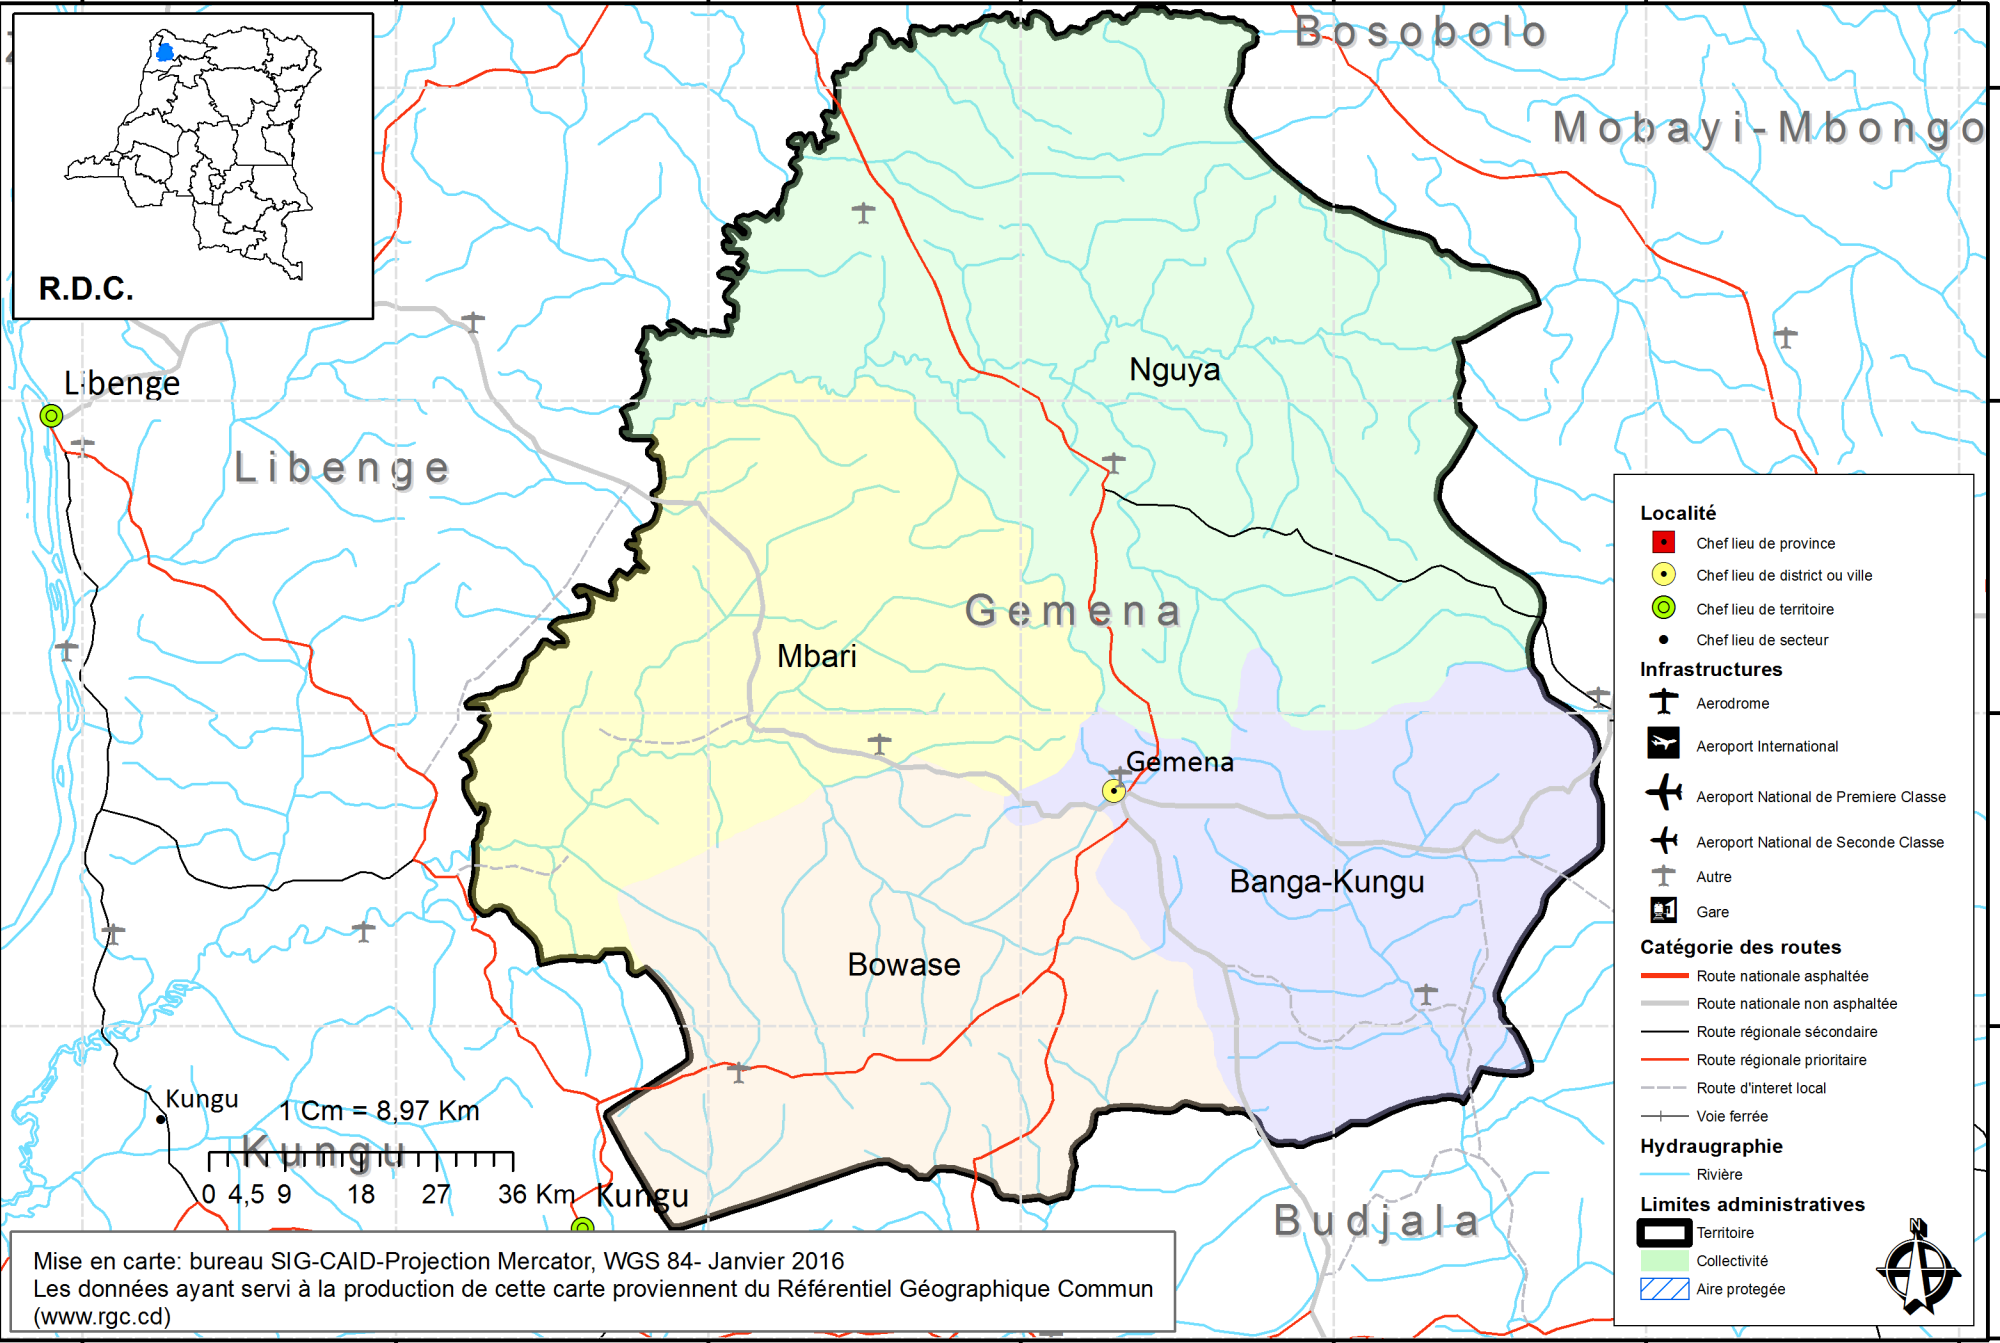 Bosobolo
Mobayi-Mbongo
R.D.C.
Libenge
Libenge
Nguya
Gemena
Mbari
Gemena
Banga-Kungu
Bowase
Kungu
1 Cm = 8,97 Km
Kungu
0 4,5 9 18 27 36 Km
Kungu
Budjala
Localité
Chef lieu de province
Chef lieu de district ou ville
Chef lieu de territoire
Chef lieu de secteur
Infrastructures
Aerodrome
Aeroport International
Aeroport National de Premiere Classe
Aeroport National de Seconde Classe
Autre
Gare
Catégorie des routes
Route nationale asphaltée
Route nationale non asphaltée
Route régionale sécondaire
Route régionale prioritaire
Route d'interet local
Voie ferrée
Hydraugraphie
Rivière
Limites administratives
Territoire
Collectivité
Aire protegée
N
Mise en carte: bureau SIG-CAID-Projection Mercator, WGS 84- Janvier 2016
Les données ayant servi à la production de cette carte proviennent du Référentiel Géographique Commun
(www.rgc.cd)